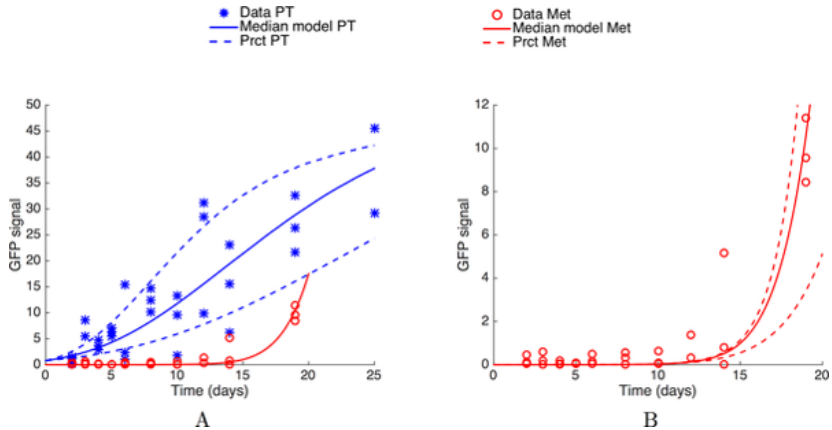 Data PT
Median model PT
Prct PT
Data Met
Median model Met
Prct Met
50
45
40
35
30
25
20
15
10
5
0
GFP signal
0 5 10 15 20 25
Time (days)
A
12
10
8
6
4
2
0
GFP signal
0 5 10 15 20
Time (days)
B